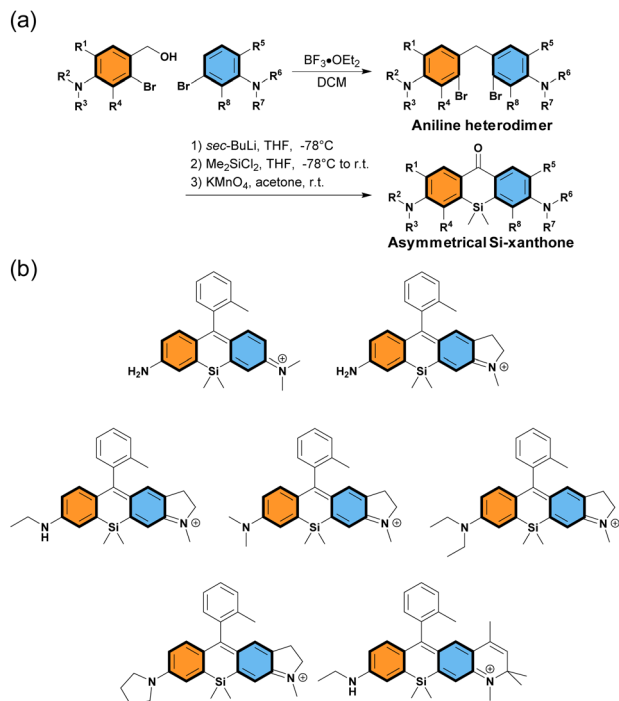 (a)
R¹ OH R⁵
R² N Br Br N R⁶
R³ R⁴ R⁸ R⁷
BF₃•OEt₂
DCM
R¹ R⁵
R² N Br Br N R⁶
R³ R⁴ R⁸ R⁷
Aniline heterodimer
1) sec-BuLi, THF, -78°C
2) Me₂SiCl₂, THF, -78°C to r.t.
3) KMnO₄, acetone, r.t.
O
R¹ R⁵
R² N Si N R⁶
R³ R⁴ R⁸ R⁷
Asymmetrical Si-xanthone
(b)
H₂N Si N ⊕
H₂N Si N ⊕
N H Si N ⊕
N Si N ⊕
N Si N ⊕
N Si N ⊕
N H Si N ⊕